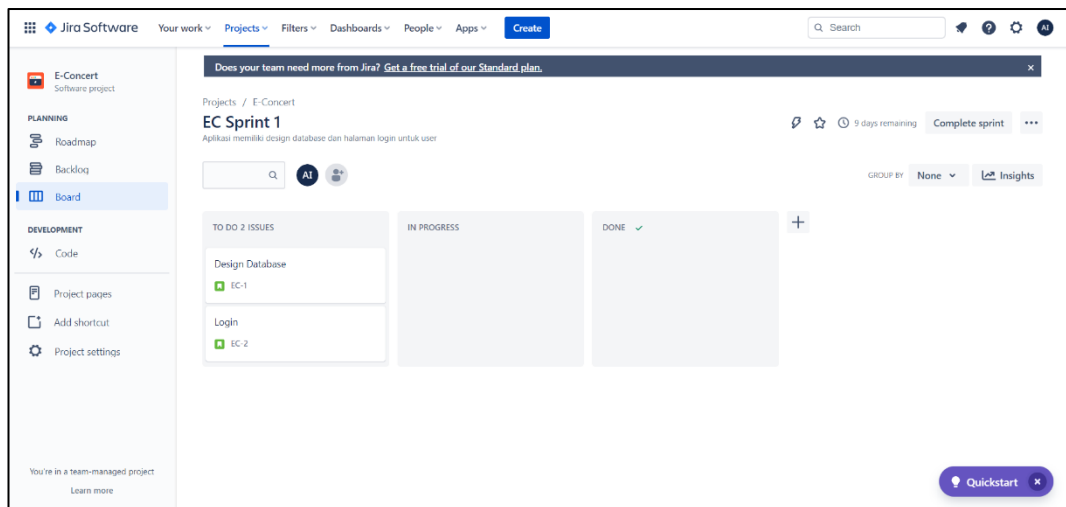 Jira Software Your work Projects Filters Dashboards People Apps Create Search AI
Does your team need more from Jira? Get a free trial of our Standard plan.
E-Concert
Software project
PLANNING
Roadmap
Backlog
Board
DEVELOPMENT
Code
Project pages
Add shortcut
Project settings
You're in a team-managed project
Learn more
Projects / E-Concert
EC Sprint 1
Aplikasi memiliki design database dan halaman login untuk user
9 days remaining Complete sprint
AI
GROUP BY None Insights
TO DO 2 ISSUES IN PROGRESS DONE
Design Database
EC-1
Login
EC-2
Quickstart